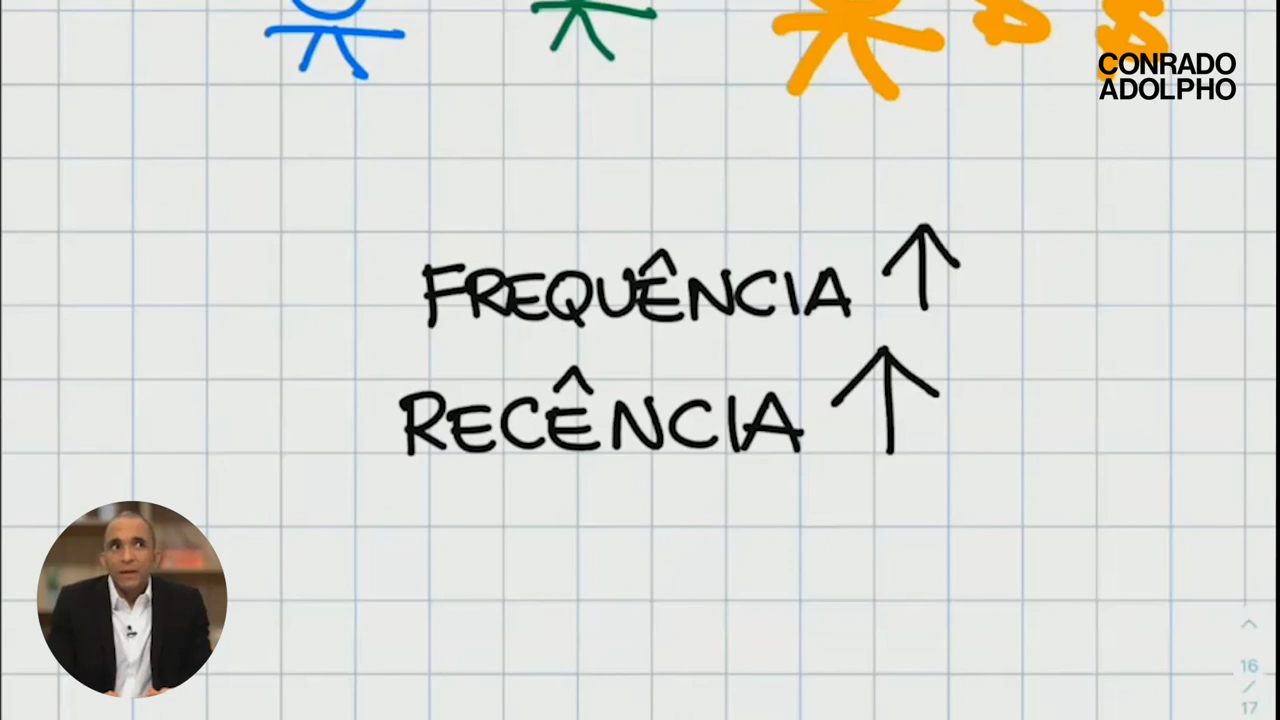 CONRADO
ADOLPHO
FREQUÊNCIA ↑
RECÊNCIA ↑
16
/
17